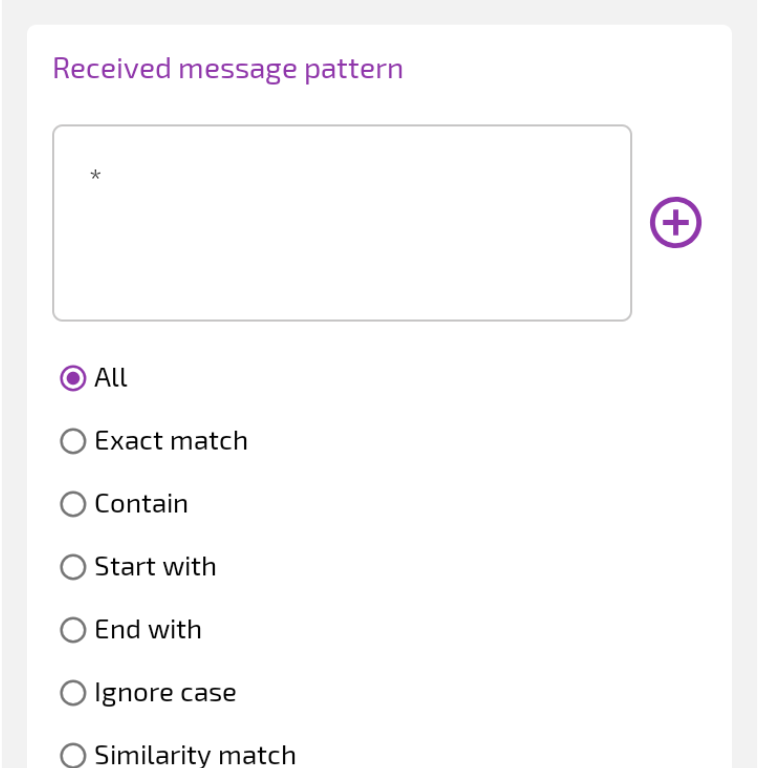 Received message pattern
*
All
Exact match
Contain
Start with
End with
Ignore case
Similarity match